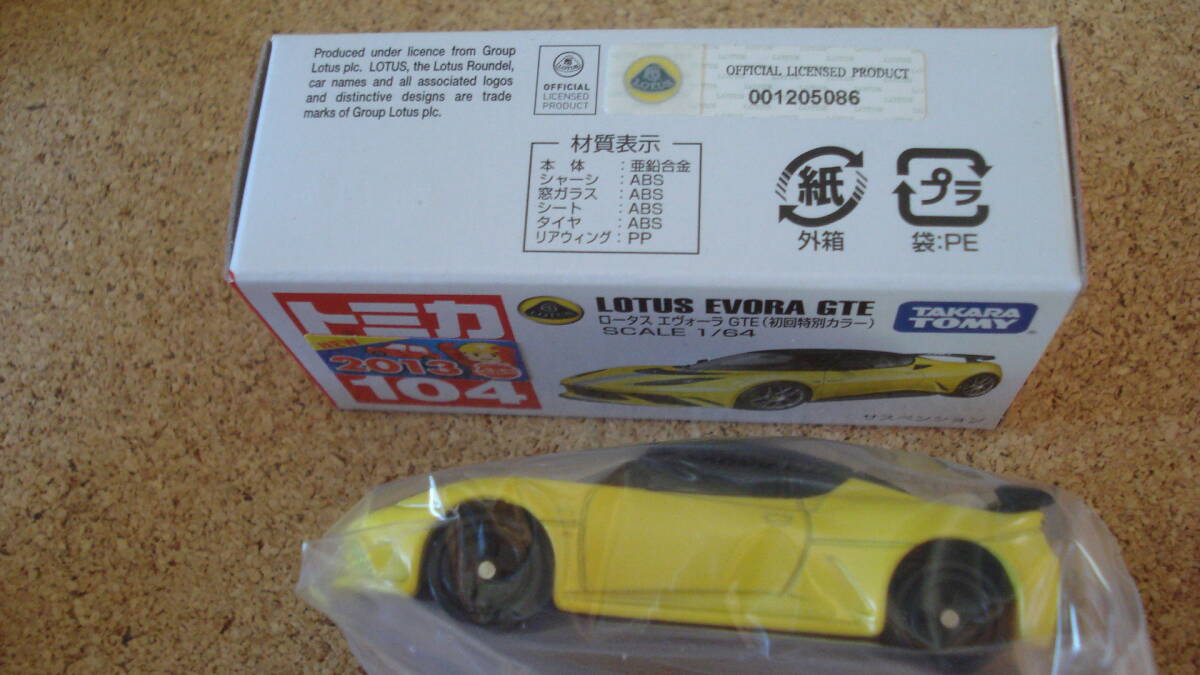 Produced under licence from Group
Lotus plc. LOTUS, the Lotus Roundel,
car names and all associated logos
and distinctive designs are trade
marks of Group Lotus plc.
LOTUS
OFFICIAL
LICENSED
PRODUCT
LOTUS
OFFICIAL LICENSED PRODUCT
001205086
材質表示
本 体 : 亜鉛合金
シャーシ : ABS
窓ガラス : ABS
シート : ABS
タイヤ : ABS
リアウィング : PP
紙
外箱
プラ
袋:PE
トミカ
NEW
2013
104
LOTUS
LOTUS EVORA GTE
ロータス エヴォーラ GTE(初回特別カラー)
SCALE 1/64
TAKARA
TOMY
サスペンション